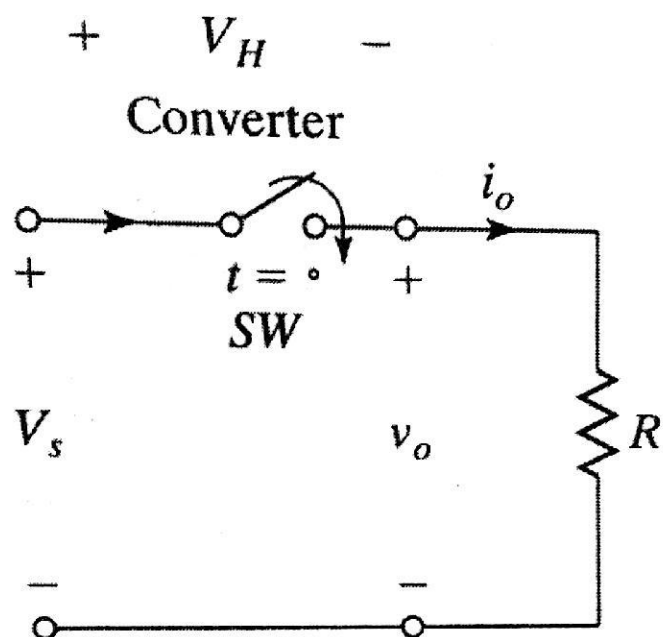 + V_H −
Converter
i_o
+ t = ∘ +
SW
V_s v_o R
− −